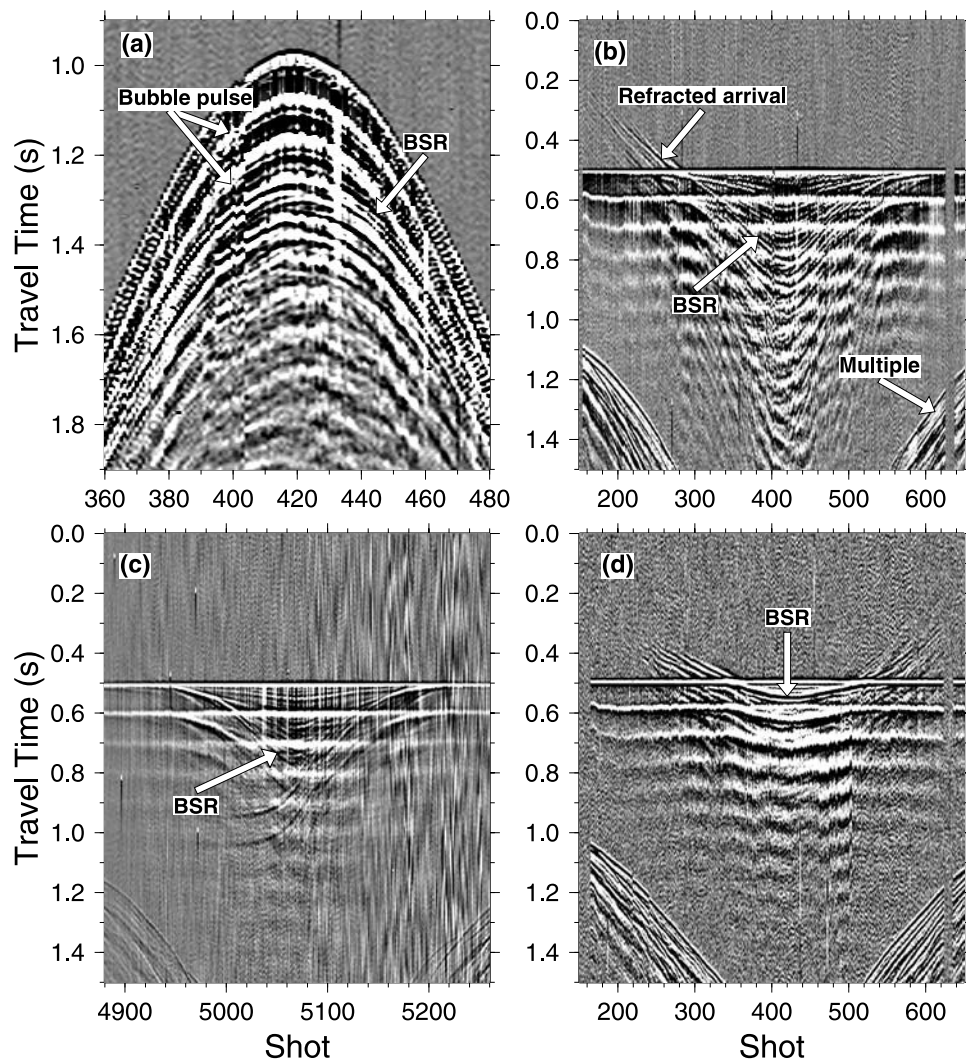 (a)
Bubble pulse
BSR
Travel Time (s)
1.0
1.2
1.4
1.6
1.8
360 380 400 420 440 460 480
(b)
Refracted arrival
BSR
Multiple
0.0
0.2
0.4
0.6
0.8
1.0
1.2
1.4
200 300 400 500 600
(c)
BSR
Travel Time (s)
0.0
0.2
0.4
0.6
0.8
1.0
1.2
1.4
4900 5000 5100 5200
Shot
(d)
BSR
0.0
0.2
0.4
0.6
0.8
1.0
1.2
1.4
200 300 400 500 600
Shot